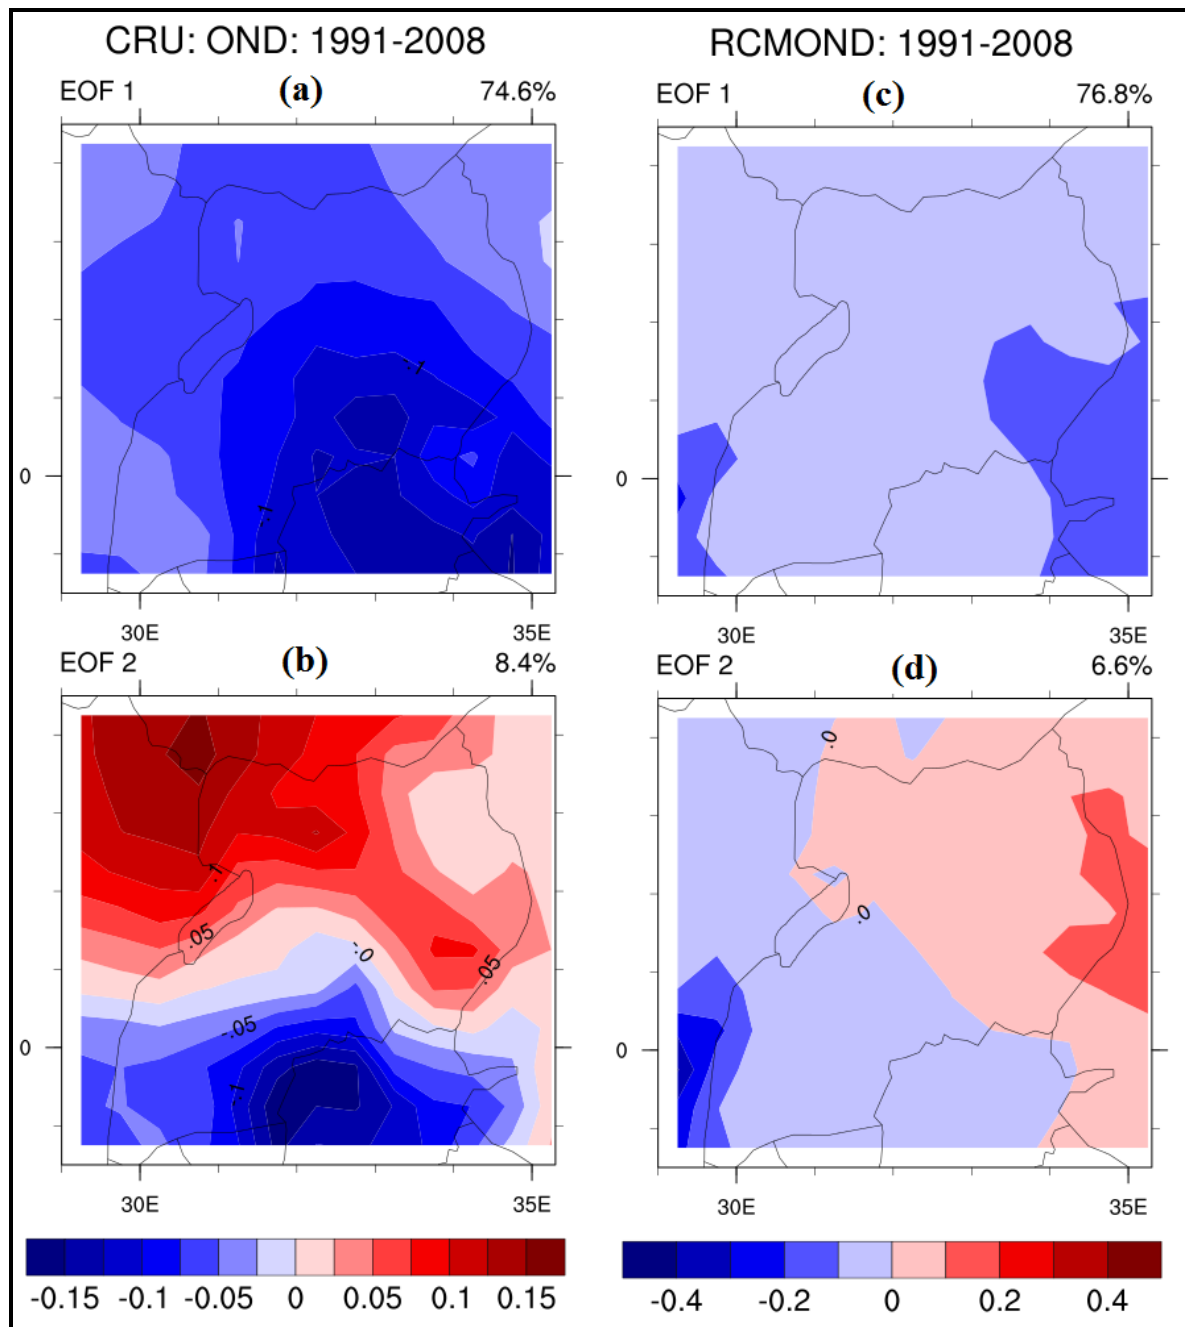 CRU: OND: 1991-2008
EOF 1 (a) 74.6%
-.1
-.1
0
30E 35E
EOF 2 (b) 8.4%
.1
.05
-.0
.05
-.05
-.1
0
30E 35E
-0.15 -0.1 -0.05 0 0.05 0.1 0.15
RCMOND: 1991-2008
EOF 1 (c) 76.8%
0
30E 35E
EOF 2 (d) 6.6%
.0
.0
0
30E 35E
-0.4 -0.2 0 0.2 0.4